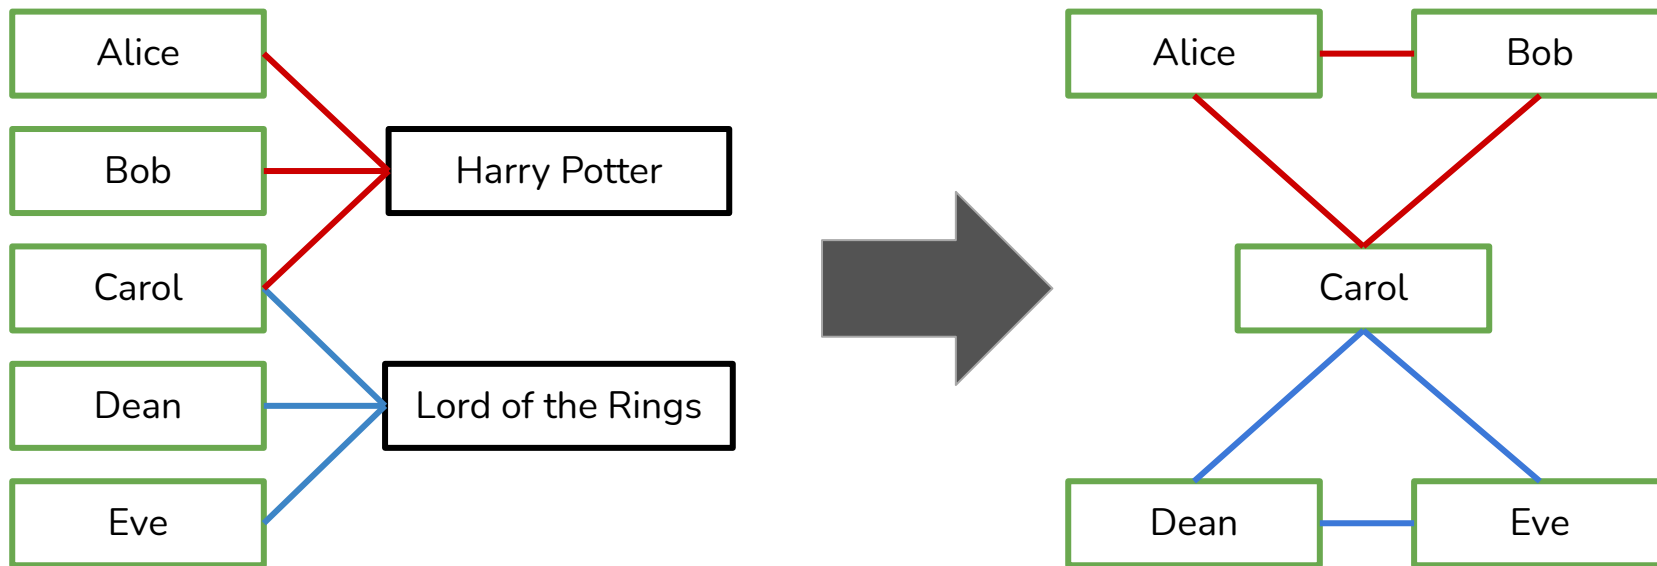 Alice
Bob
Carol
Dean
Eve
Harry Potter
Lord of the Rings
Alice
Bob
Carol
Dean
Eve